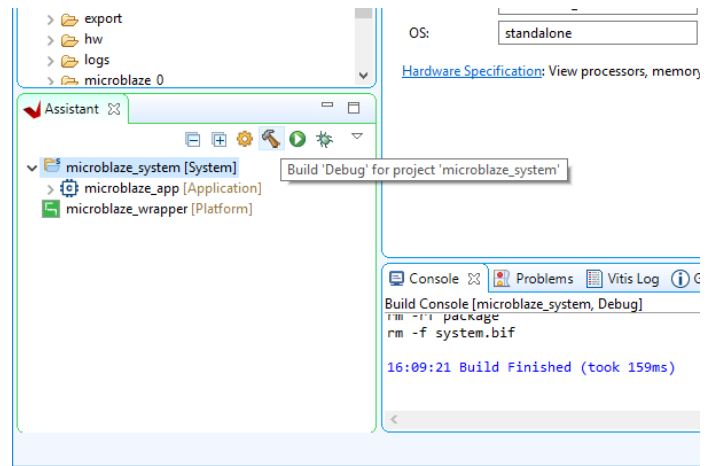 export
hw
logs
microblaze_0
OS:
standalone
Hardware Specification: View processors, memory
Assistant
microblaze_system [System]
Build 'Debug' for project 'microblaze_system'
microblaze_app [Application]
microblaze_wrapper [Platform]
Console Problems Vitis Log G
Build Console [microblaze_system, Debug]
rm -rf package
rm -f system.bif
16:09:21 Build Finished (took 159ms)